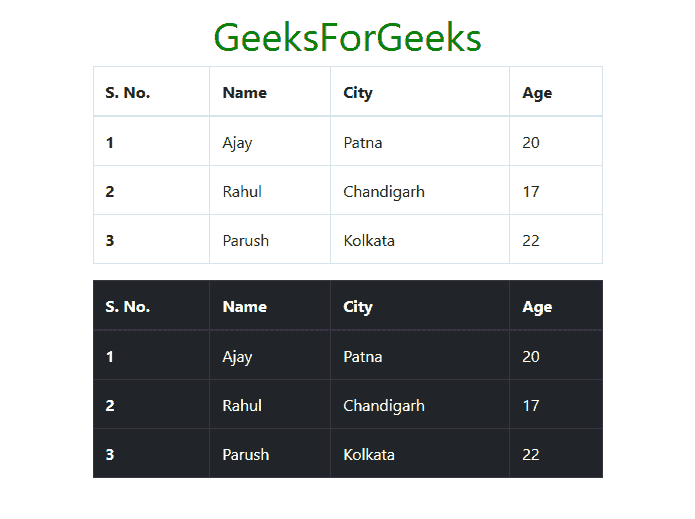 GeeksForGeeks
S. No. Name City Age
1 Ajay Patna 20
2 Rahul Chandigarh 17
3 Parush Kolkata 22
S. No. Name City Age
1 Ajay Patna 20
2 Rahul Chandigarh 17
3 Parush Kolkata 22